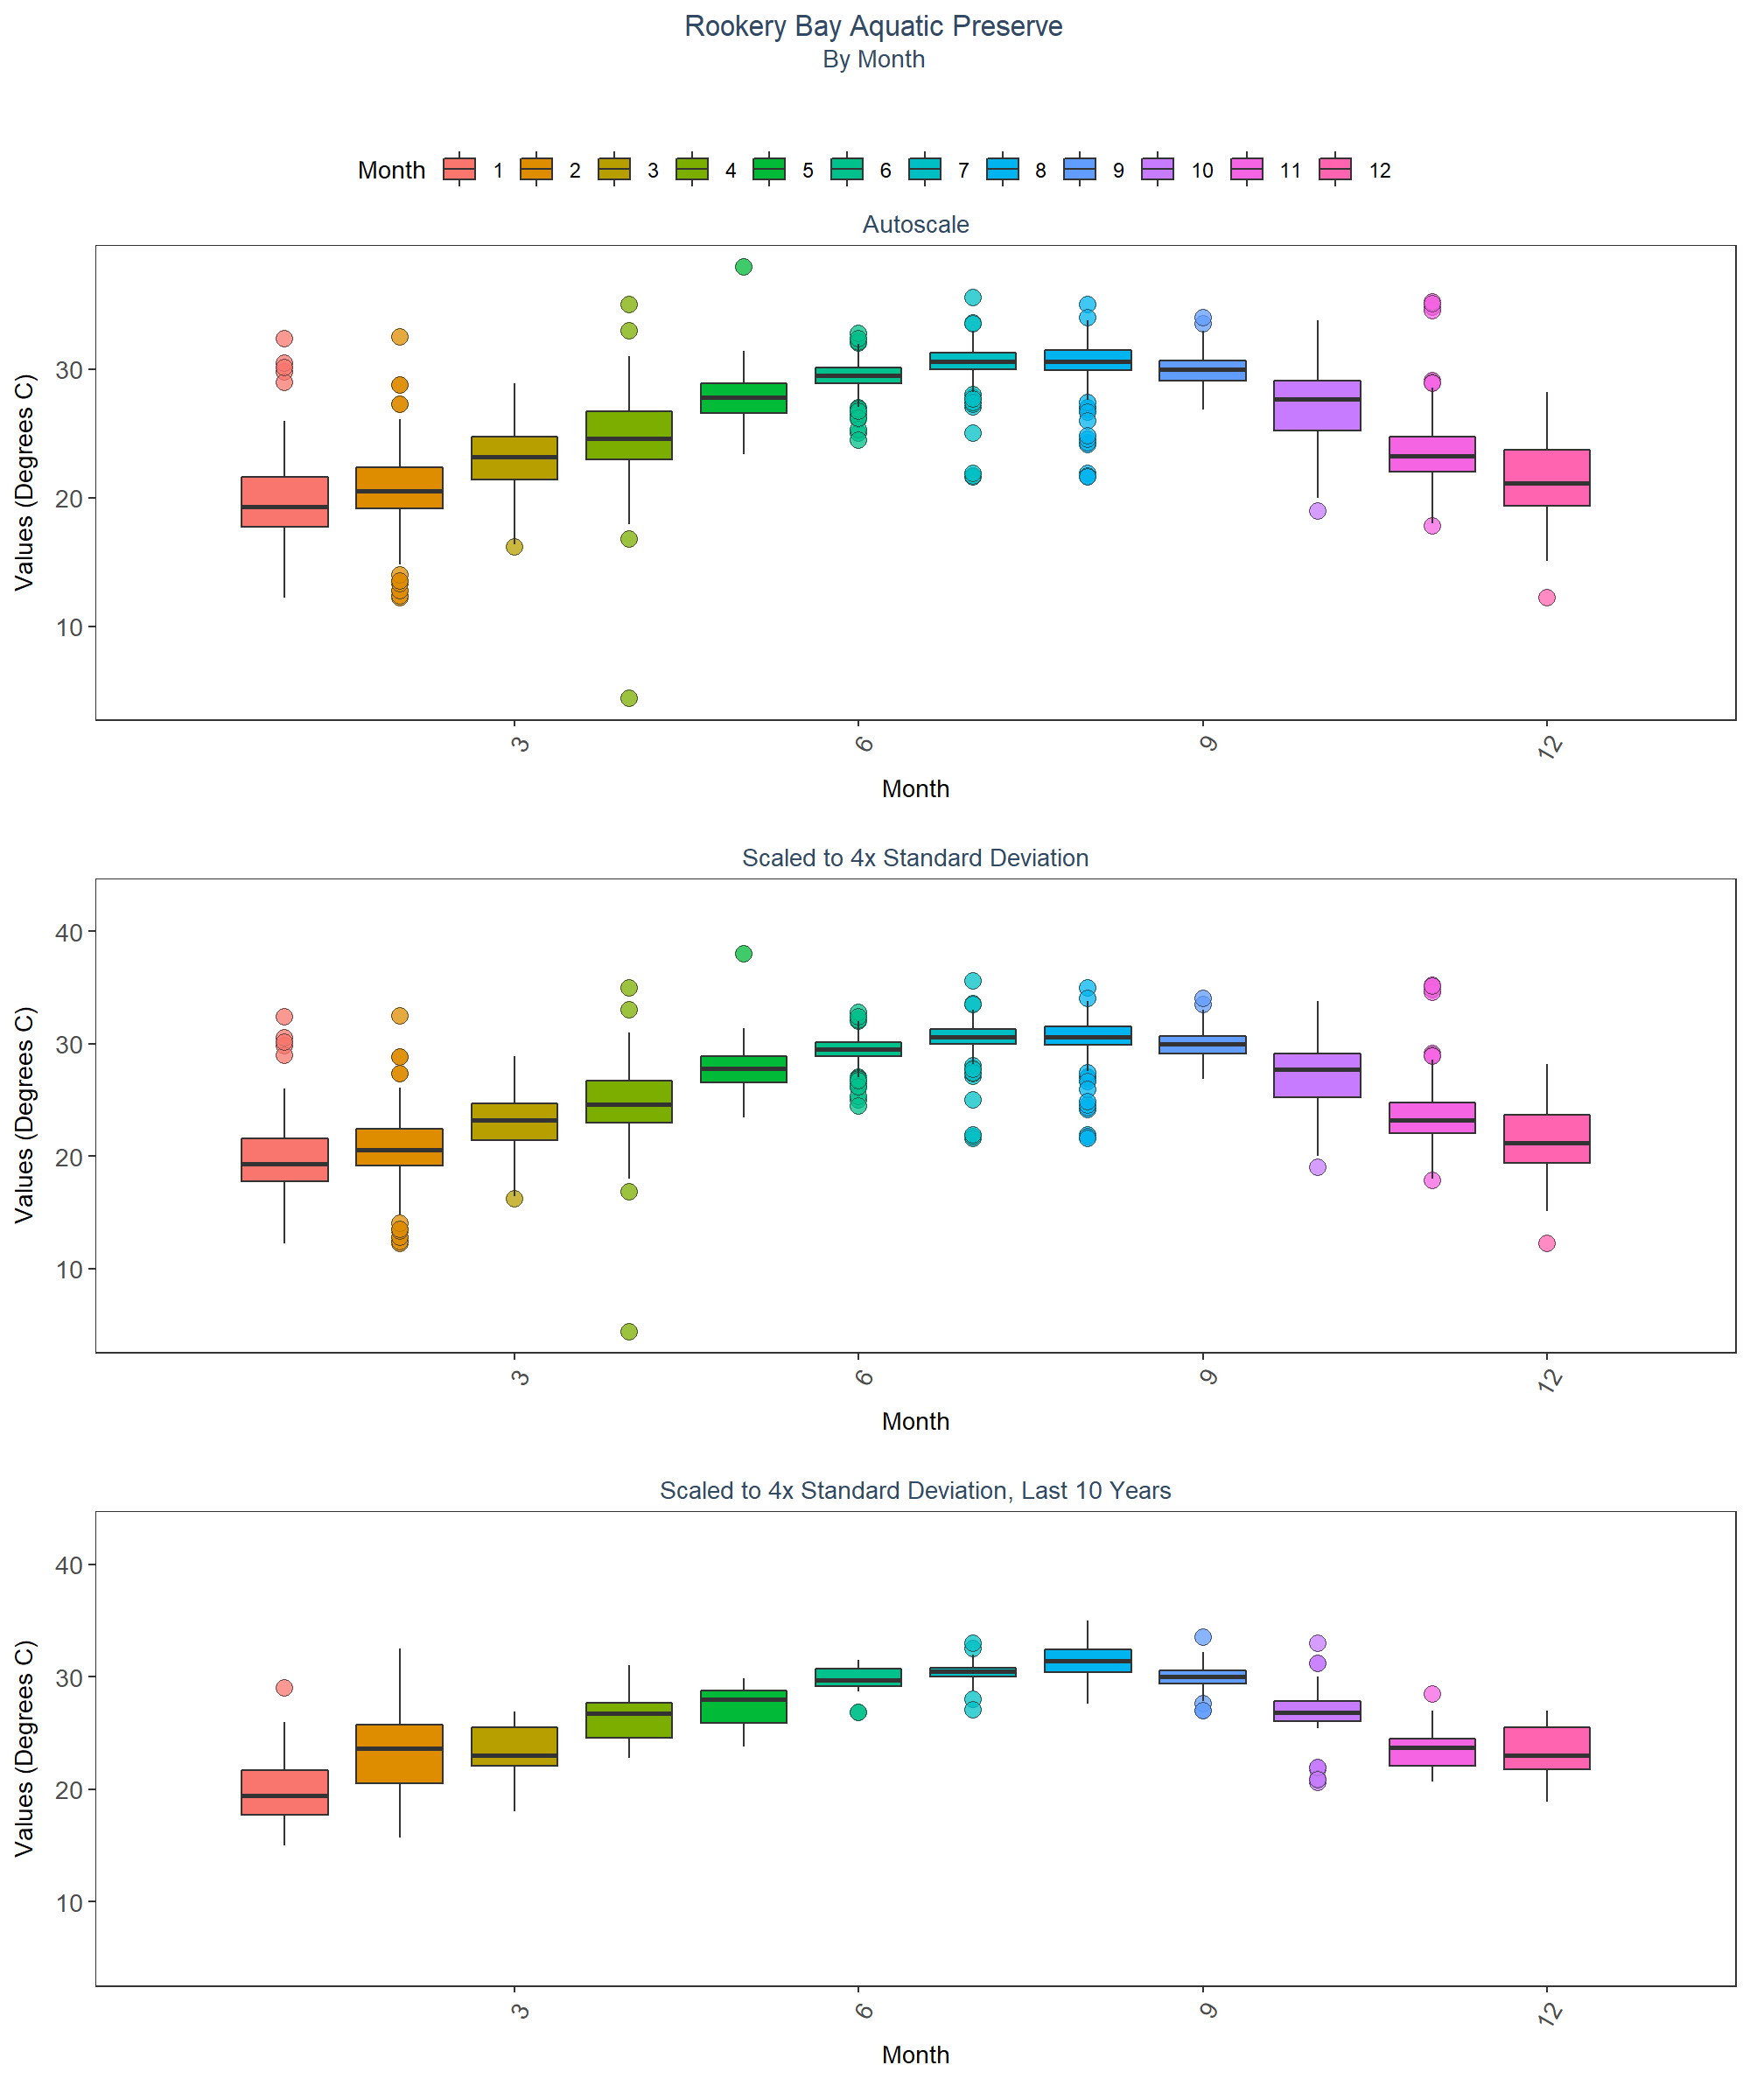 Rookery Bay Aquatic Preserve
By Month
Month 1 2 3 4 5 6 7 8 9 10 11 12
Autoscale
Values (Degrees C)
30
20
10
3 6 9 12
Month
Scaled to 4x Standard Deviation
Values (Degrees C)
40
30
20
10
3 6 9 12
Month
Scaled to 4x Standard Deviation, Last 10 Years
Values (Degrees C)
40
30
20
10
3 6 9 12
Month